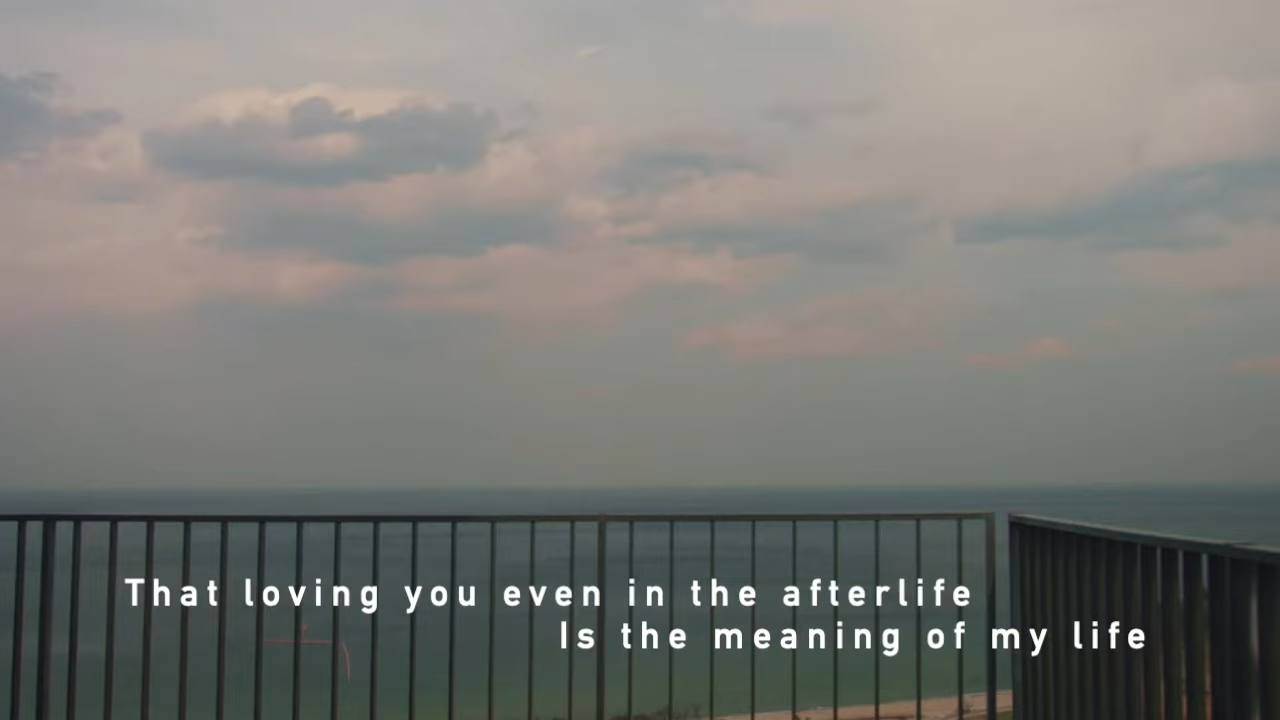 That loving you even in the afterlife
Is the meaning of my life